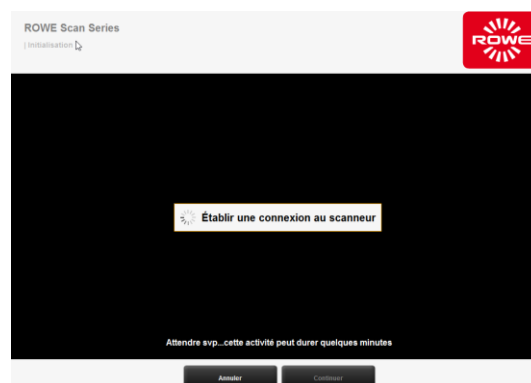 ROWE Scan Series
| Initialisation
ROWE
Établir une connexion au scanneur
Attendre svp...cette activité peut durer quelques minutes
Annuler
Continuer